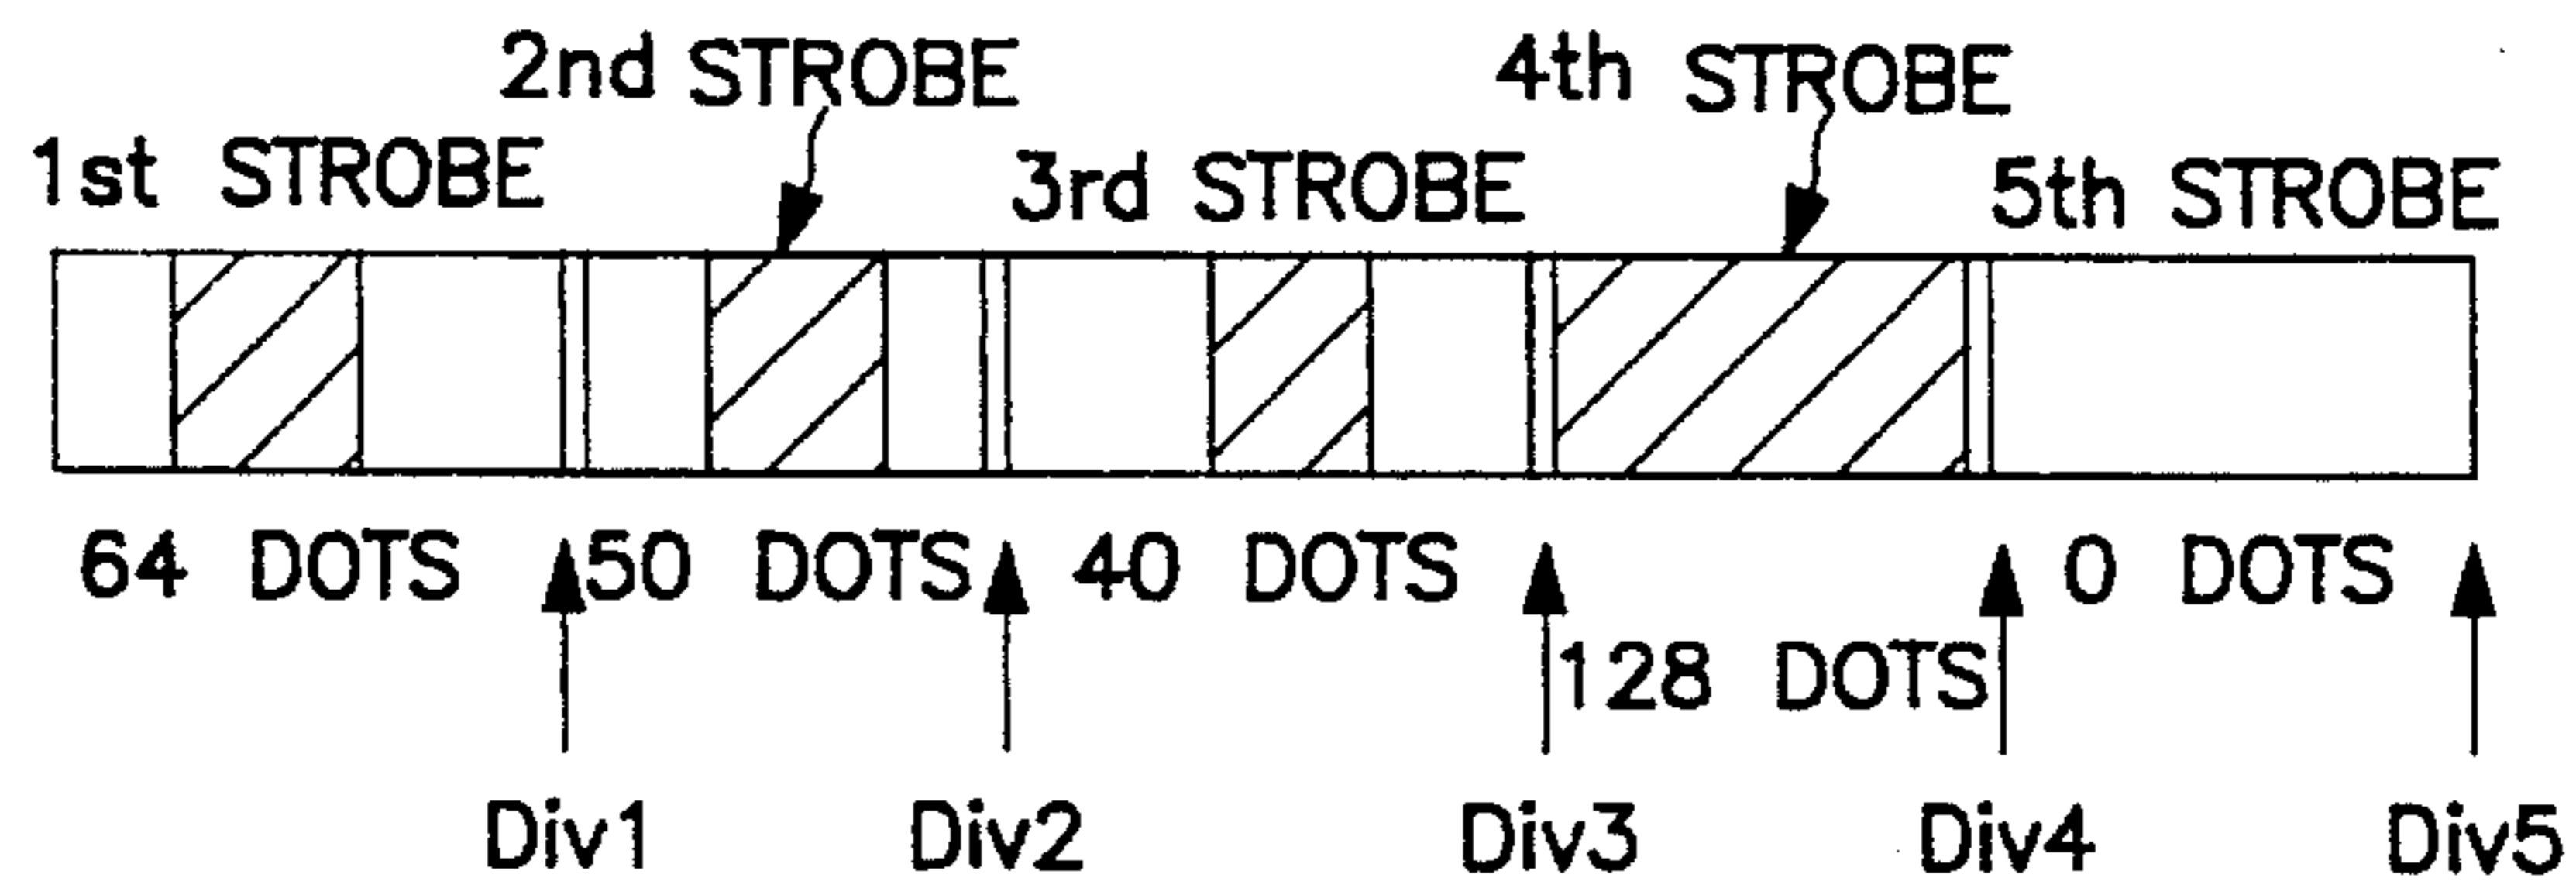 2nd STROBE
4th STROBE
1st STROBE
3rd STROBE
5th STROBE
64 DOTS
50 DOTS
40 DOTS
0 DOTS
128 DOTS
Div1
Div2
Div3
Div4
Div5